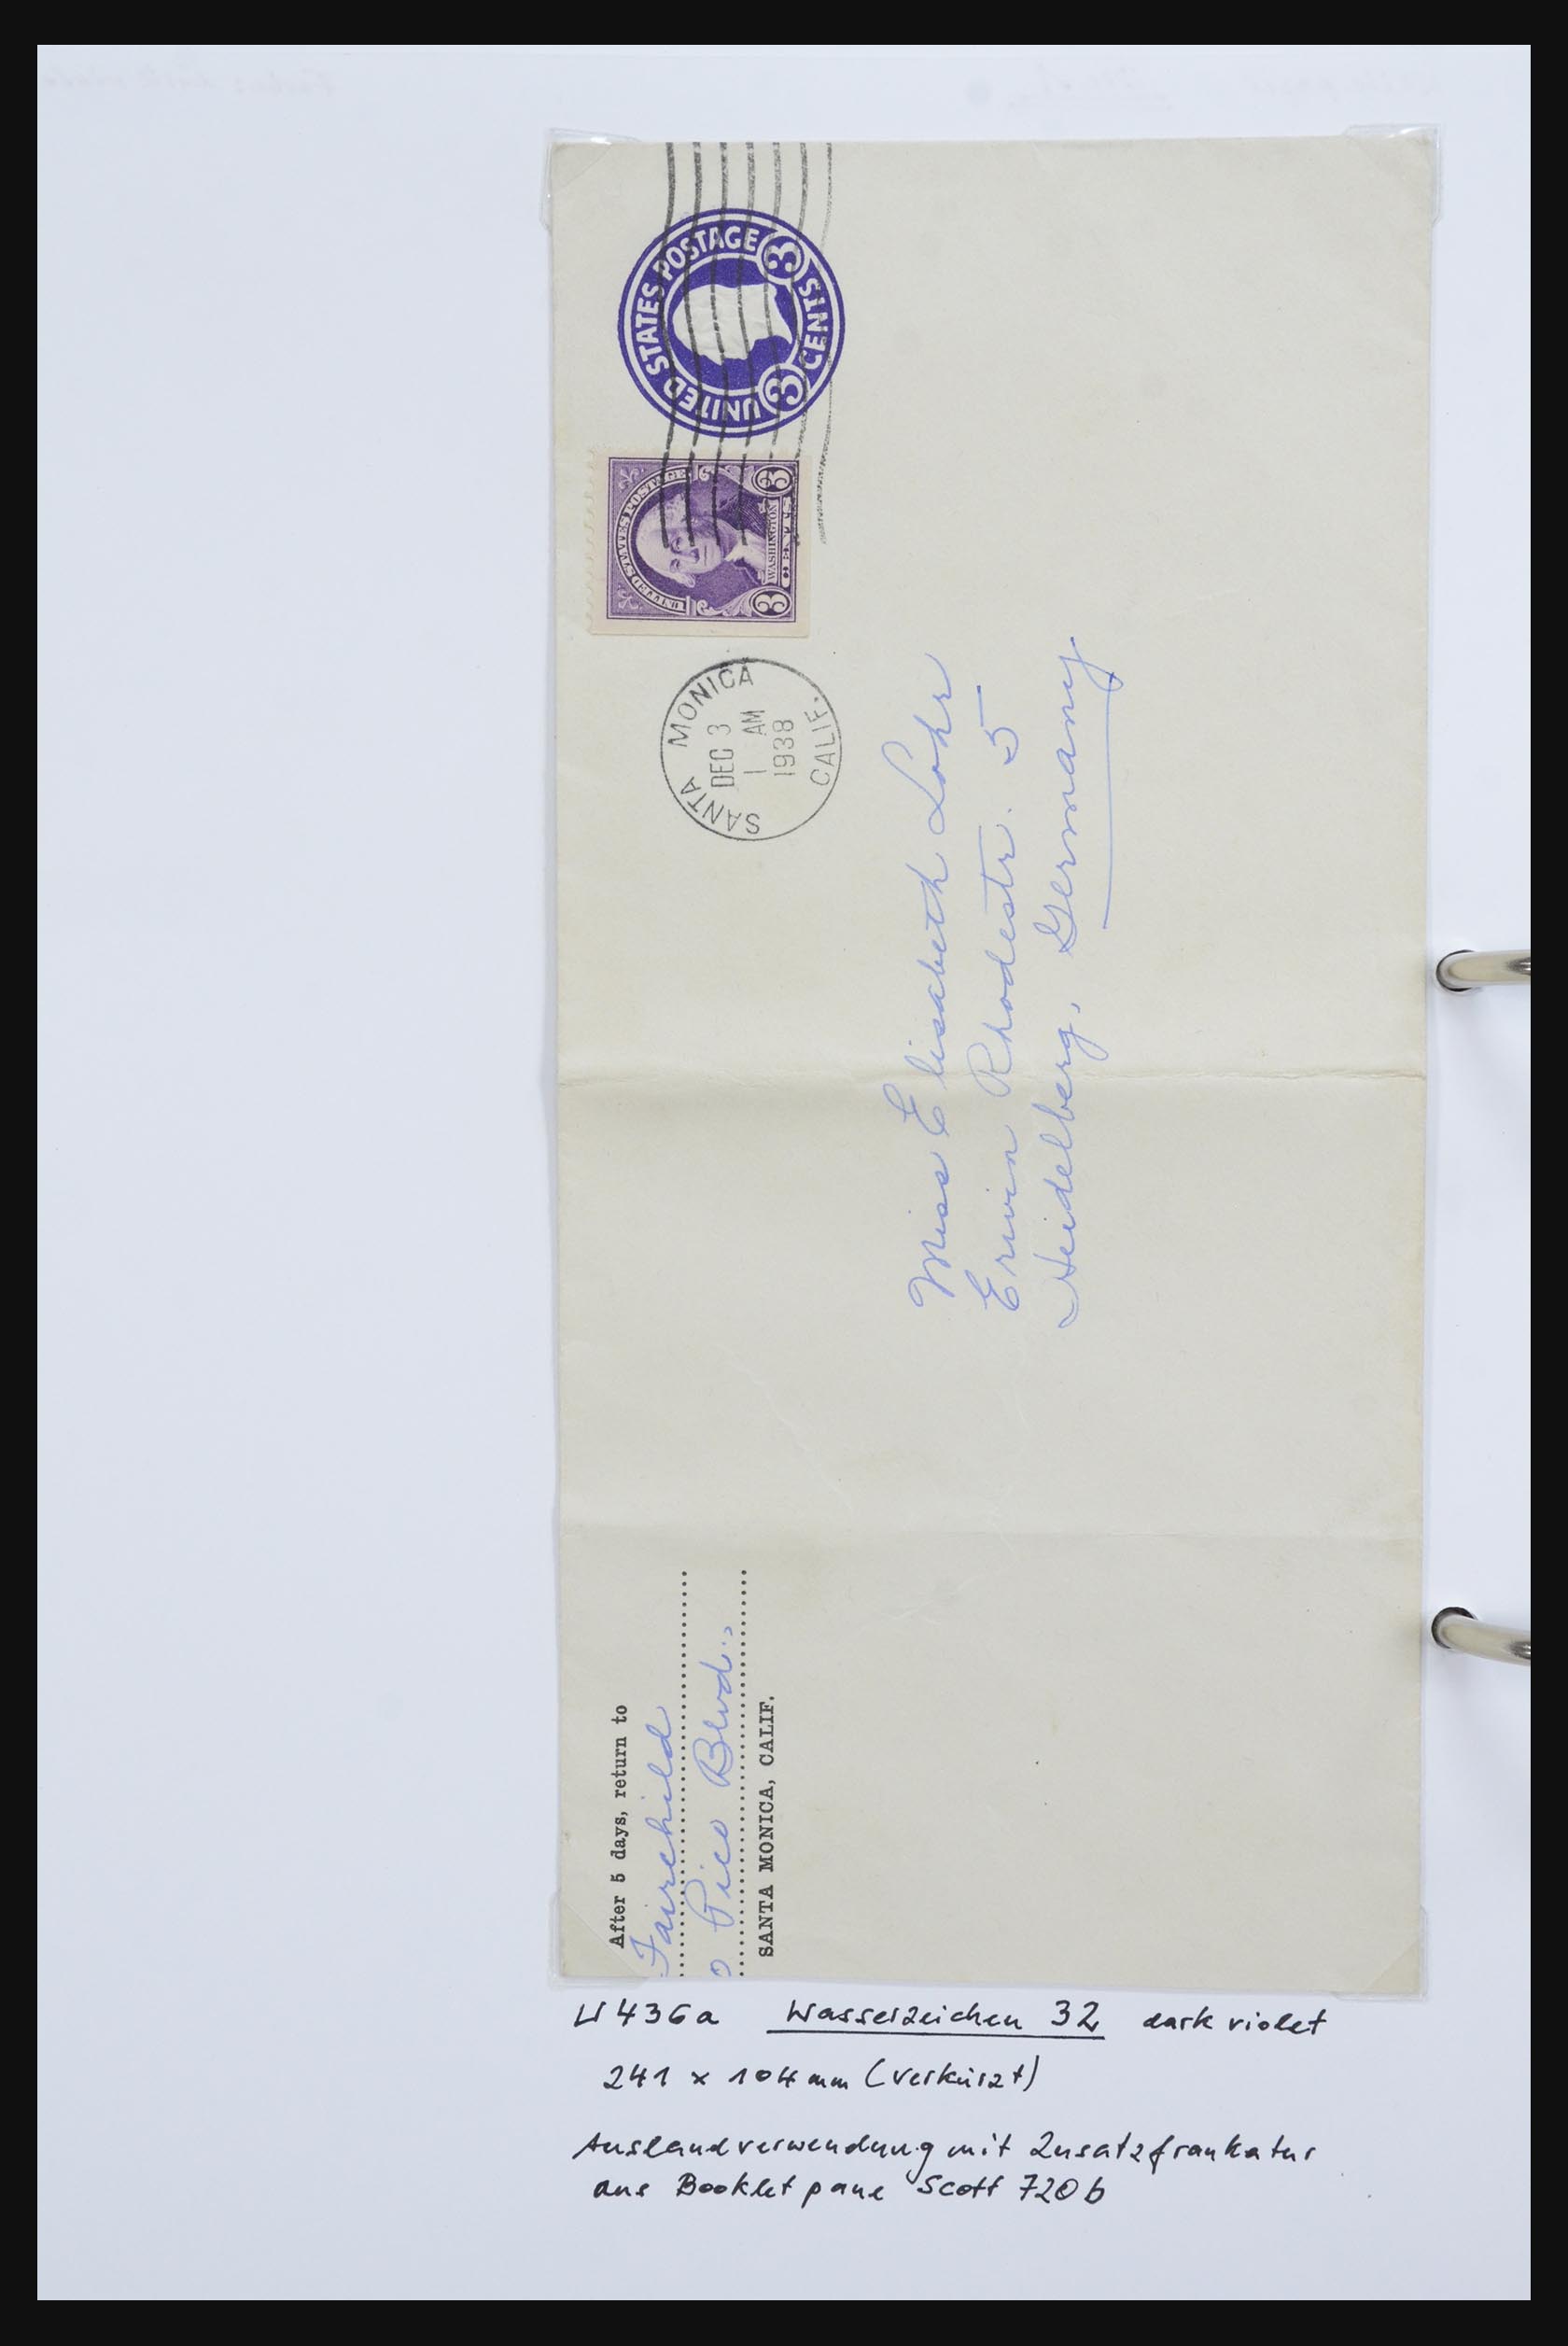 After 5 days, return to
Fairchild
Pico Blvd.,
SANTA MONICA, CALIF.
SANTA MONICA
DEC 3
1 AM
1938
CALIF.
UNITED STATES POSTAGE
3 WASHINGTON 3
CENTS
UNITED STATES POSTAGE
3 CENTS 3
Miss Elisabeth Lohr
Erwin Rhodestr. 5
Heidelberg, Germany
U436a Wasserzeichen 32 dark violet
241 x 104 mm (verkürzt)
Auslandverwendung mit Zusatzfrankatur
aus Booklet pane Scott 720b